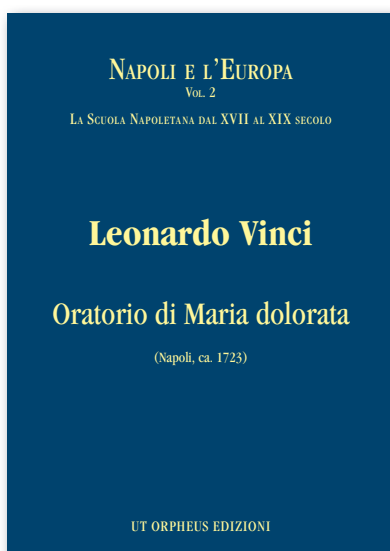 Napoli e l'Europa
Vol. 2
La Scuola Napoletana dal XVII al XIX secolo
Leonardo Vinci
Oratorio di Maria dolorata
(Napoli, ca. 1723)
UT ORPHEUS EDIZIONI